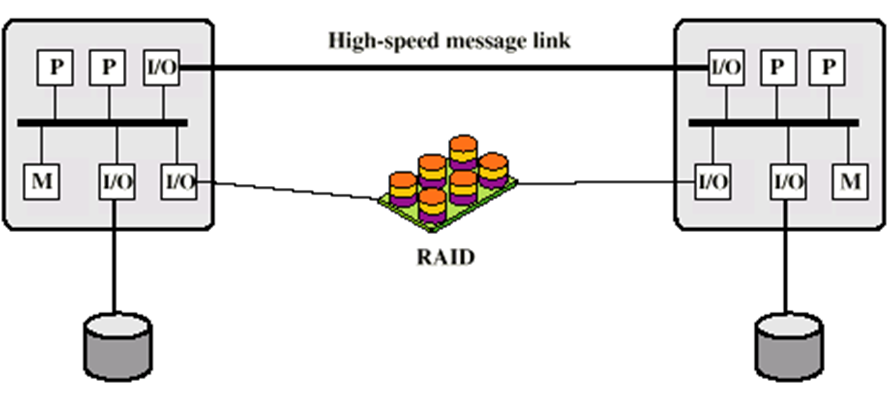 High-speed message link
P P I/O
I/O P P
M I/O I/O
I/O I/O M
RAID